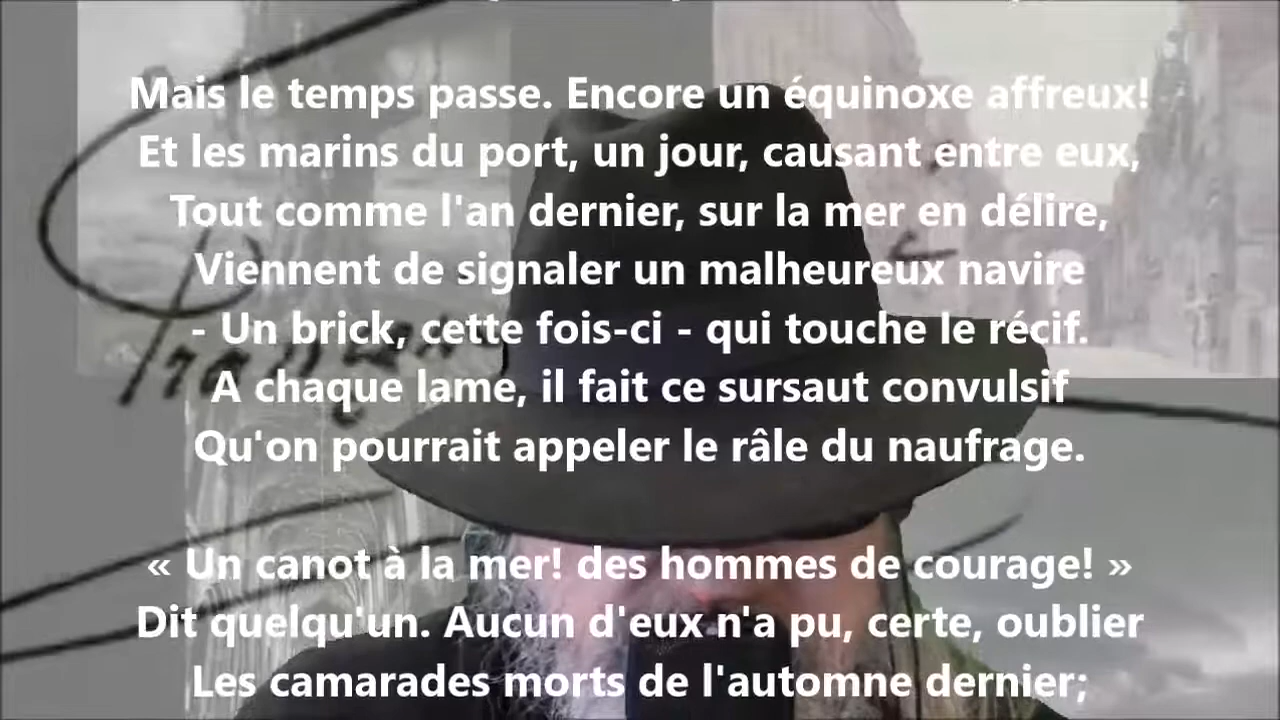 Mais le temps passe. Encore un équinoxe affreux!
Et les marins du port, un jour, causant entre eux,
Tout comme l'an dernier, sur la mer en délire,
Viennent de signaler un malheureux navire
- Un brick, cette fois-ci - qui touche le récif.
A chaque lame, il fait ce sursaut convulsif
Qu'on pourrait appeler le râle du naufrage.
« Un canot à la mer! des hommes de courage! »
Dit quelqu'un. Aucun d'eux n'a pu, certe, oublier
Les camarades morts de l'automne dernier;